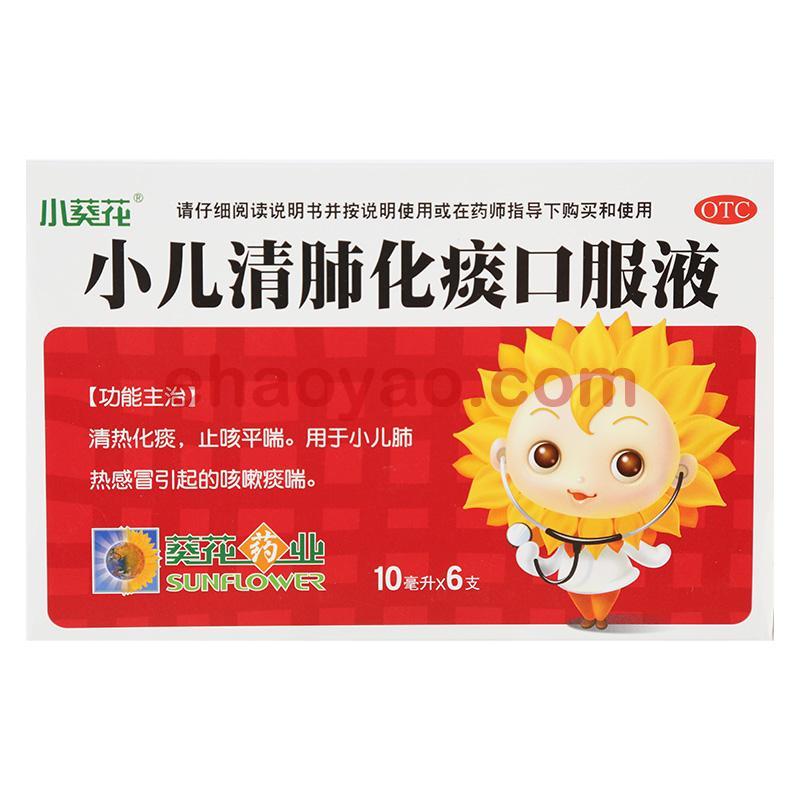 小葵花®
请仔细阅读说明书并按说明使用或在药师指导下购买和使用
OTC
小儿清肺化痰口服液
chaoyao.com
【功能主治】
清热化痰，止咳平喘。用于小儿肺
热感冒引起的咳嗽痰喘。
葵花药业
SUNFLOWER
10毫升x6支